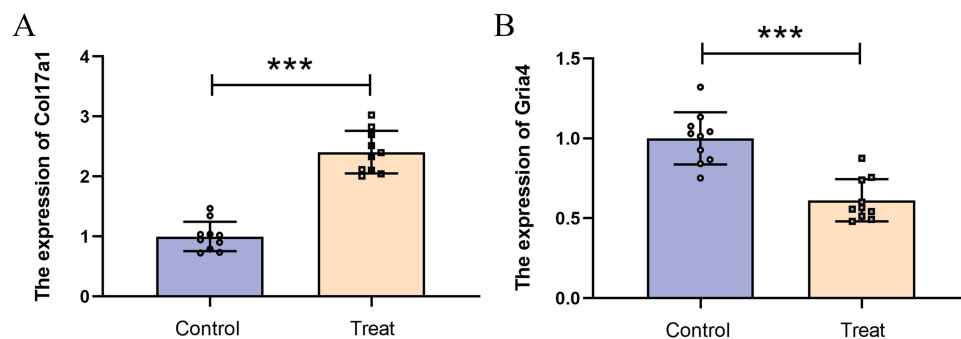 A
The expression of Col17a1
4
3
2
1
0
***
Control
Treat
B
The expression of Gria4
1.5
1.0
0.5
0.0
***
Control
Treat